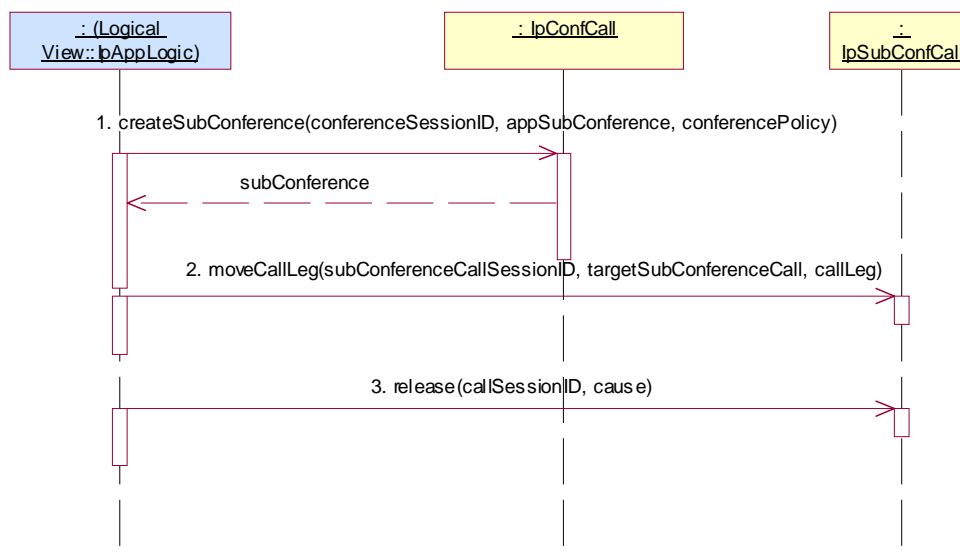 : (Logical
View::IpAppLogic)
: IpConfCall
:
IpSubConfCall
1. createSubConference(conferenceSessionID, appSubConference, conferencePolicy)
subConference
2. moveCallLeg(subConferenceCallSessionID, targetSubConferenceCall, callLeg)
3. release(callSessionID, cause)